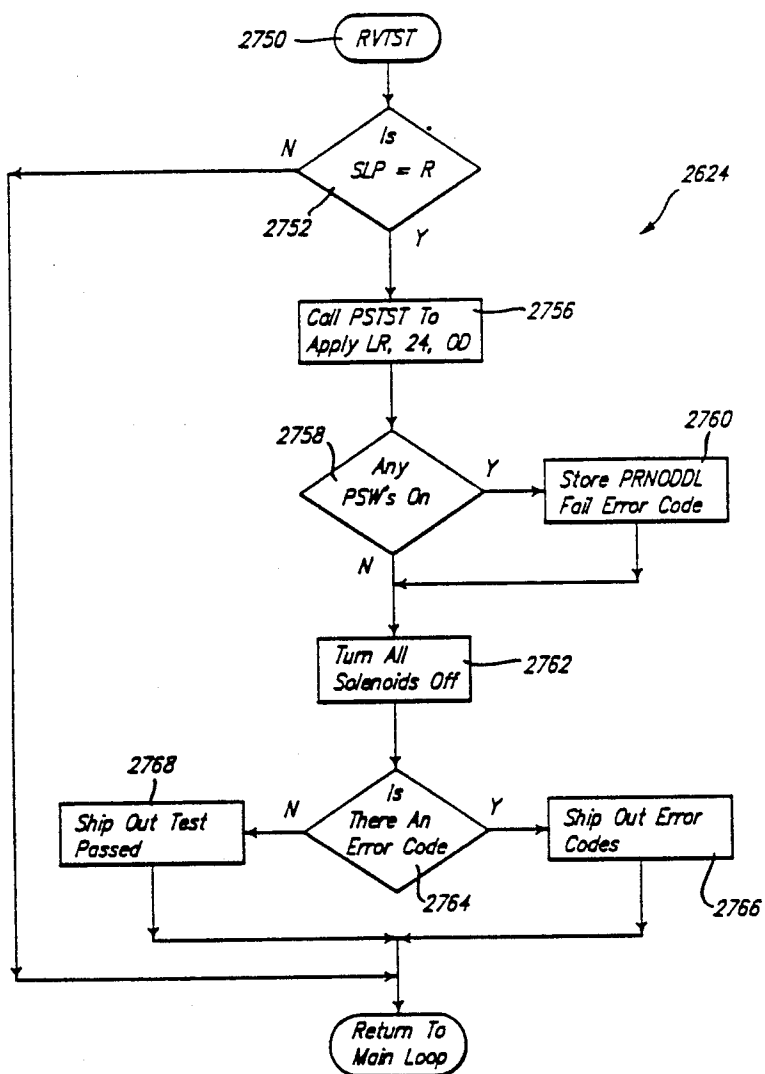 2750
RVTST
Is
SLP = R
N
2752
Y
2624
Call PSTST To
Apply LR, 24, OD
2756
2758
Any
PSW's On
Y
N
2760
Store PRNODDL
Fail Error Code
Turn All
Solenoids Off
2762
2768
Ship Out Test
Passed
N
Is
There An
Error Code
Y
2764
Ship Out Error
Codes
2766
Return To
Main Loop